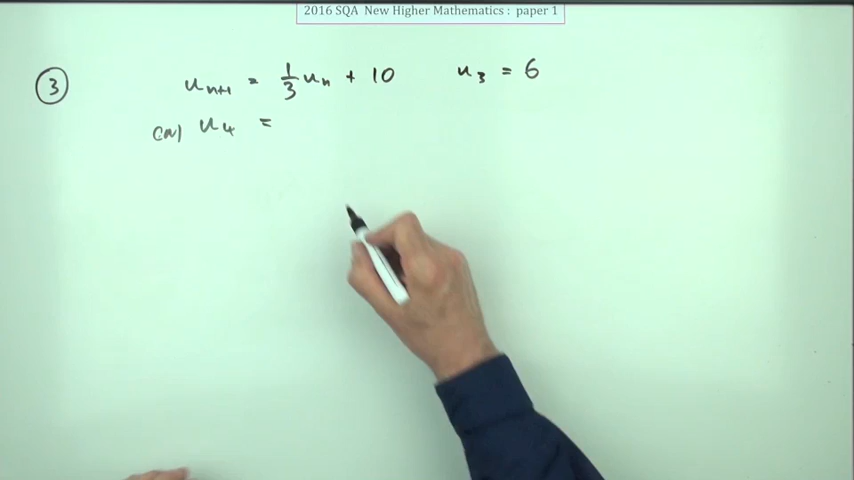 2016 SQA New Higher Mathematics : paper 1
③ uₙ₊₁ = 1/3 uₙ + 10 u₃ = 6
(a) u₄ =